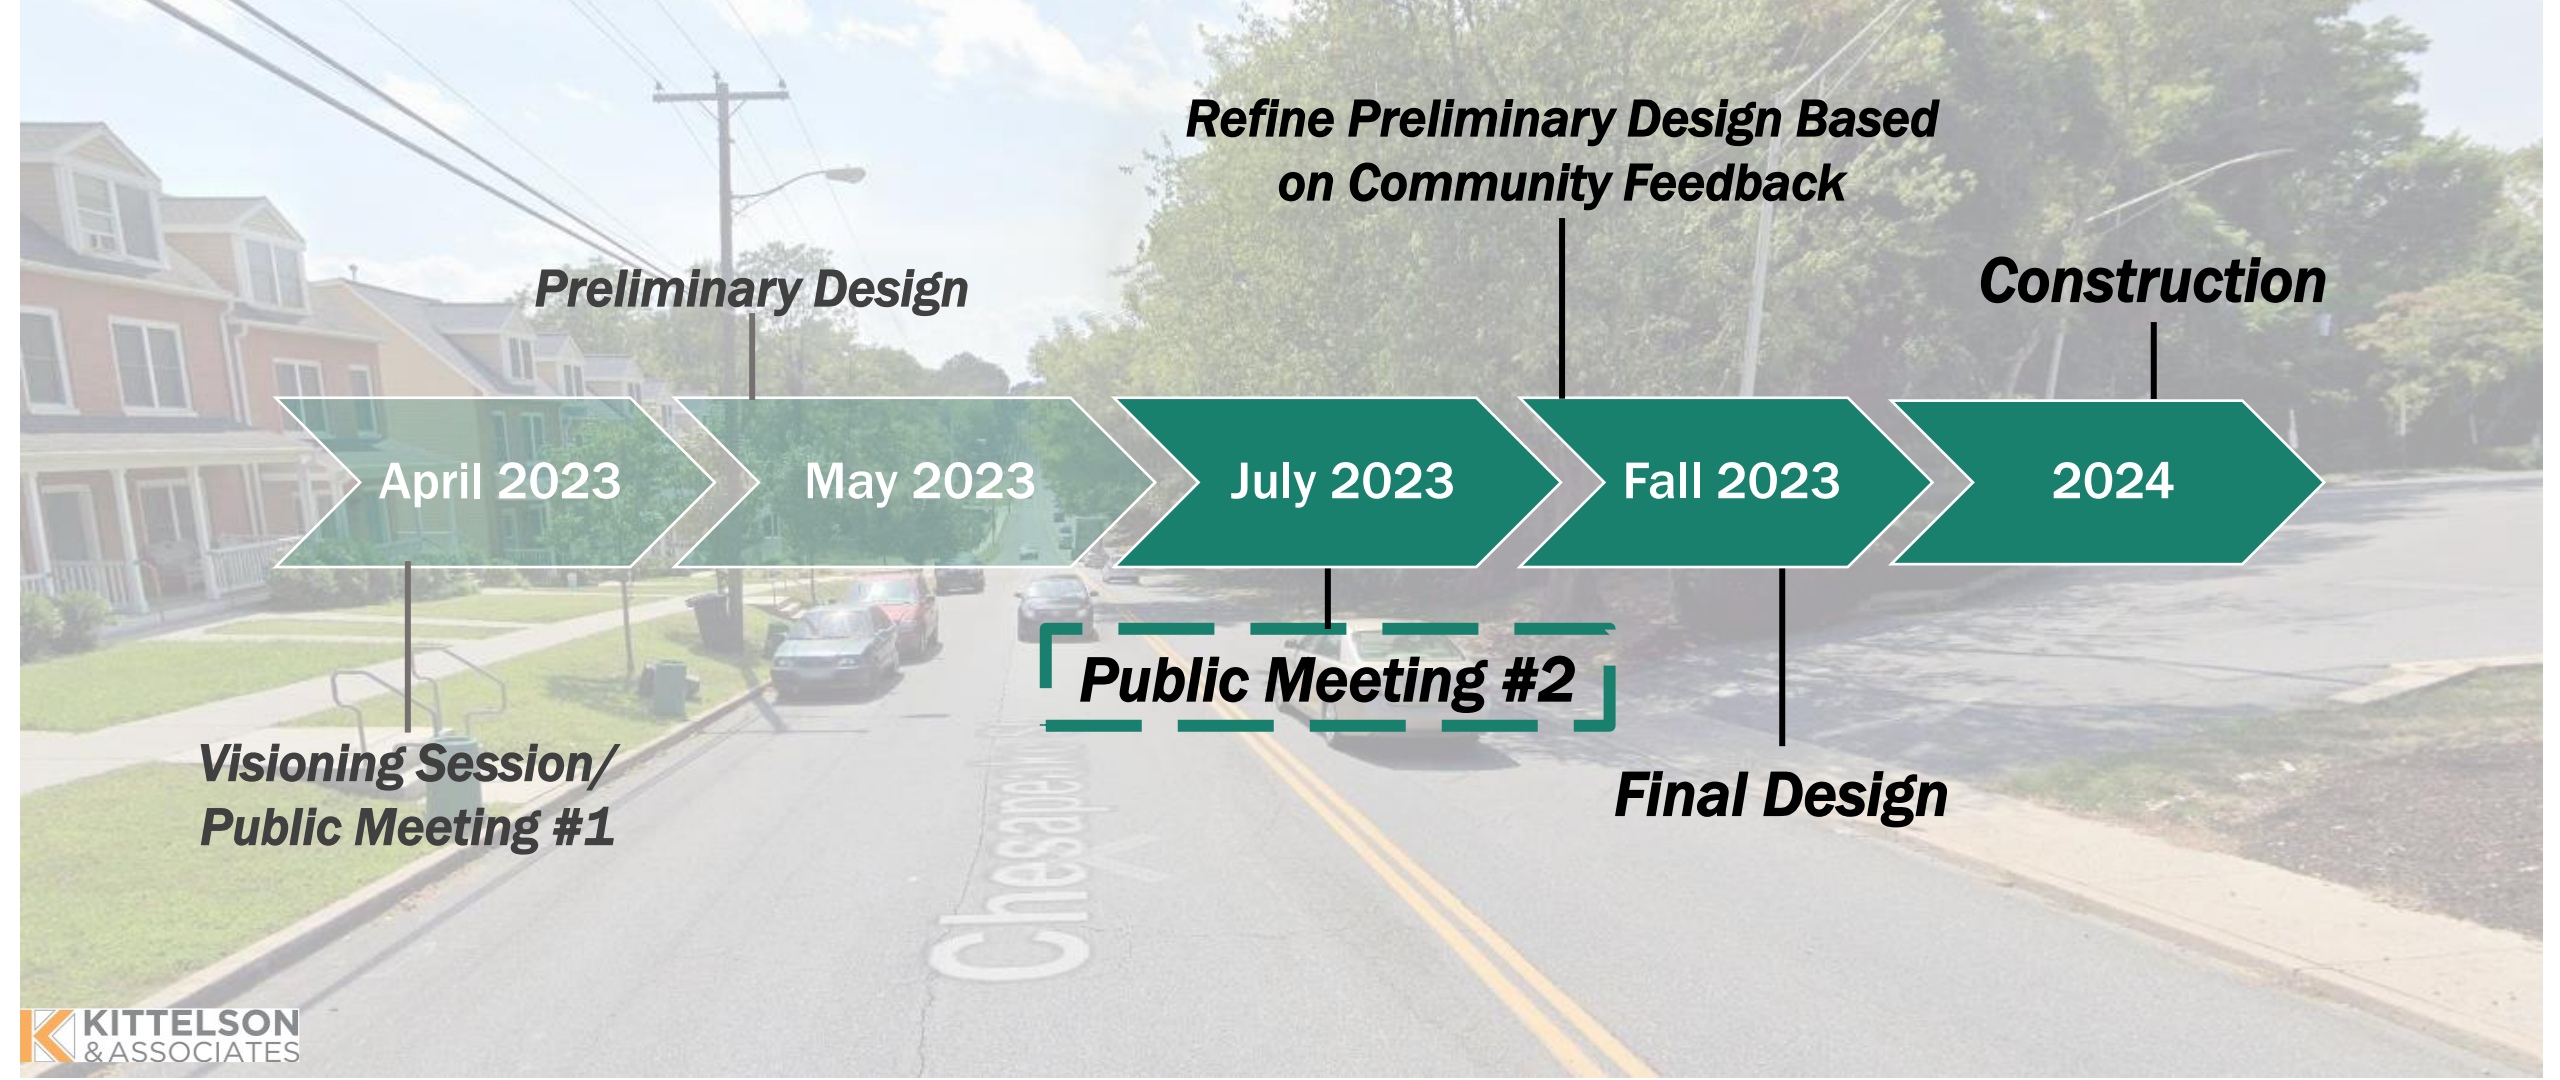 Refine Preliminary Design Based
on Community Feedback
Preliminary Design
Construction
April 2023
May 2023
July 2023
Fall 2023
2024
Public Meeting #2
Visioning Session/
Public Meeting #1
Final Design
KITTELSON
& ASSOCIATES